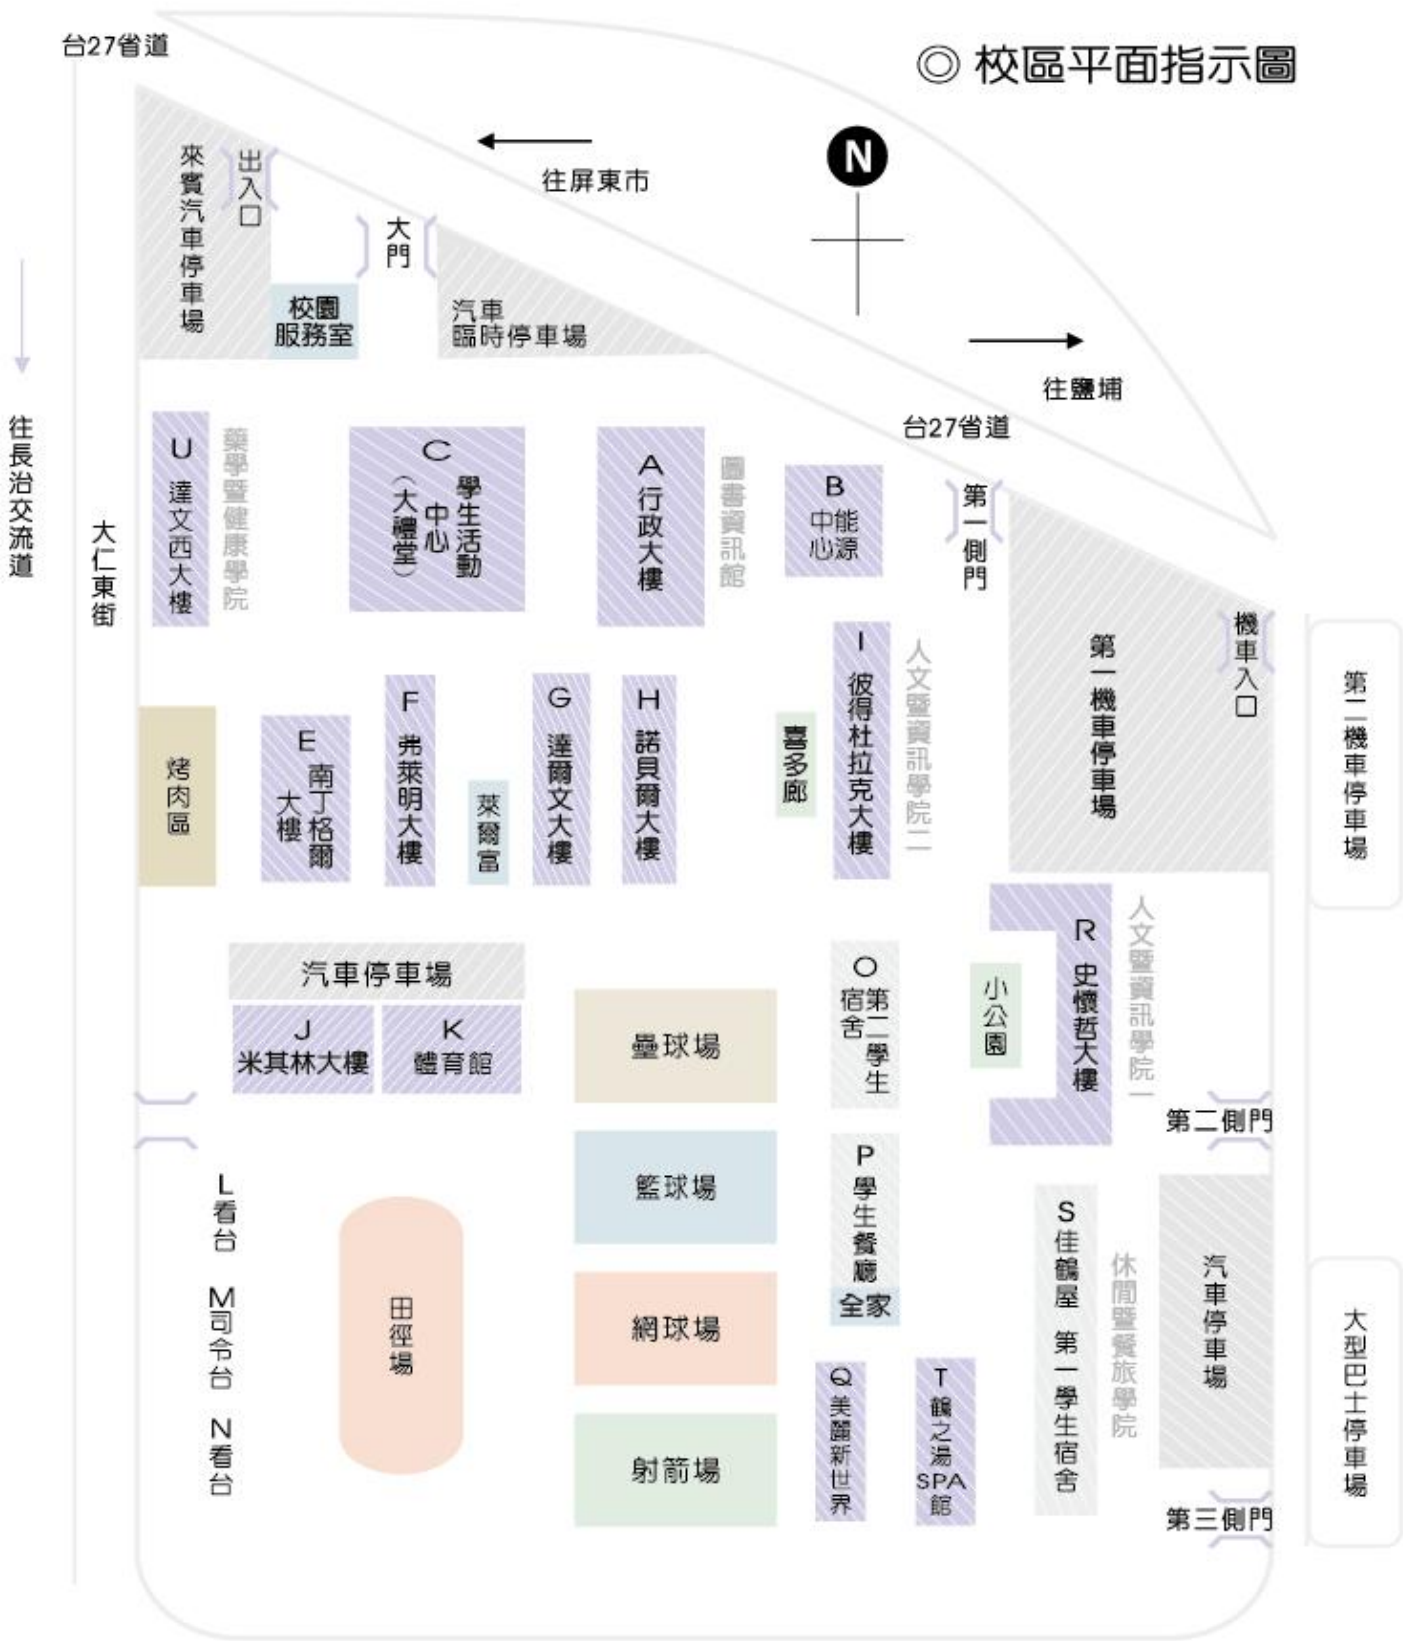 台27省道
◎ 校區平面指示圖
N
往屏東市
往鹽埔
台27省道
來賓汽車停車場
出入口
大門
校園
服務室
汽車
臨時停車場
往長治交流道
大仁東街
U 達文西大樓
藥學暨健康學院
C
學生活動
中心
(大禮堂)
A 行政大樓
圖書資訊館
B
能源
中心
第一側門
第一機車停車場
機車入口
第二機車停車場
烤肉區
E
南丁格爾
大樓
F 弗萊明大樓
萊爾富
G 達爾文大樓
H 諾貝爾大樓
喜多廊
I 彼得杜拉克大樓
人文暨資訊學院二
汽車停車場
J
米其林大樓
K
體育館
壘球場
O
第二學生
宿舍
小公園
R 史懷哲大樓
人文暨資訊學院一
第二側門
L看台
M司令台
N看台
田徑場
籃球場
網球場
射箭場
P 學生餐廳
全家
Q 美麗新世界
T 鶴之湯
SPA
館
S佳鶴屋 第一學生宿舍
休閒暨餐旅學院
汽車停車場
第三側門
大型巴士停車場